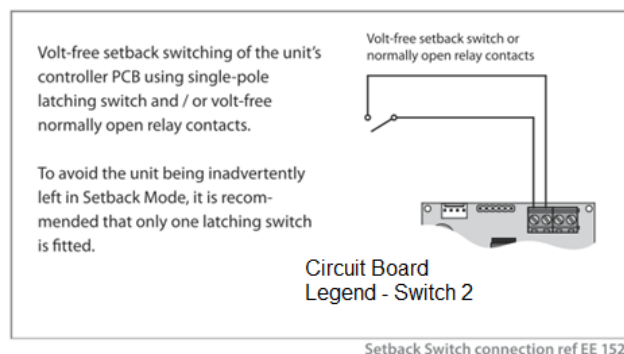 Volt-free setback switching of the unit's
controller PCB using single-pole
latching switch and / or volt-free
normally open relay contacts.
To avoid the unit being inadvertently
left in Setback Mode, it is recom-
mended that only one latching switch
is fitted.
Volt-free setback switch or
normally open relay contacts
Circuit Board
Legend - Switch 2
Setback Switch connection ref EE 152